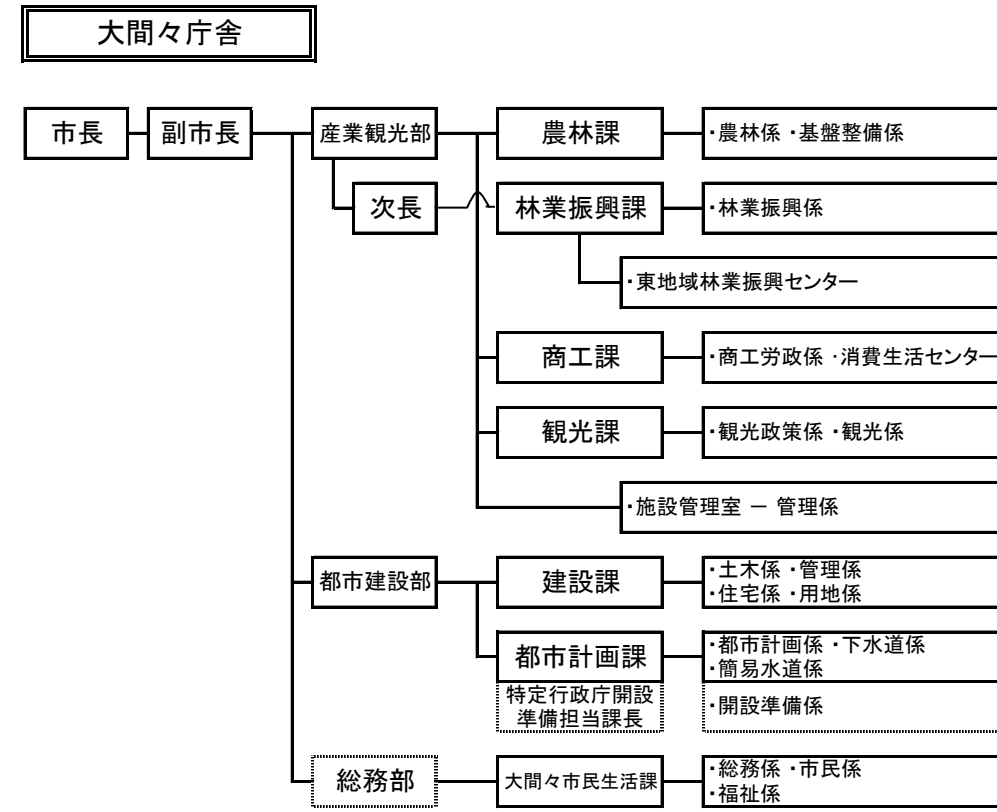 大間々庁舎
市長
副市長
産業観光部
農林課
・農林係 ・基盤整備係
次長
林業振興課
・林業振興係
・東地域林業振興センター
商工課
・商工労政係 ・消費生活センター
観光課
・観光政策係 ・観光係
・施設管理室 － 管理係
都市建設部
建設課
・土木係 ・管理係
・住宅係 ・用地係
都市計画課
・都市計画係 ・下水道係
・簡易水道係
特定行政庁開設
準備担当課長
・開設準備係
総務部
大間々市民生活課
・総務係 ・市民係
・福祉係